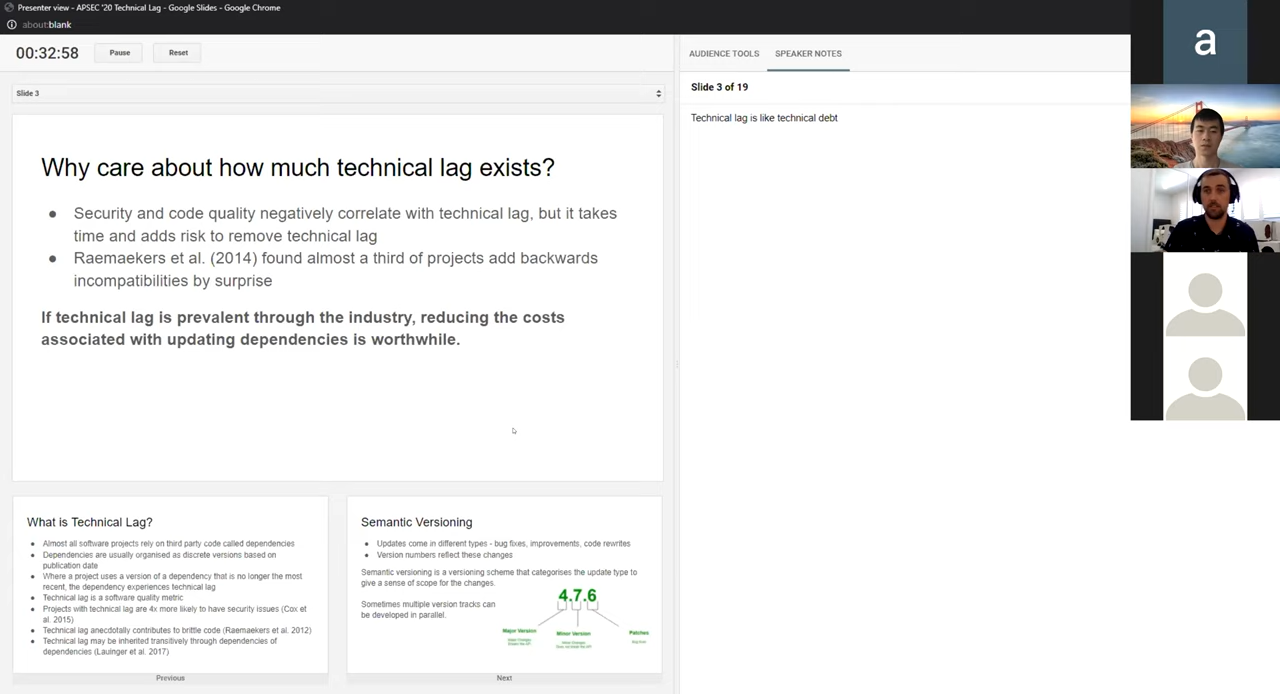 Presenter view - APSEC '20 Technical Lag - Google Slides - Google Chrome
about:blank
00:32:58
Pause
Reset
AUDIENCE TOOLS
SPEAKER NOTES
Slide 3
Slide 3 of 19
Technical lag is like technical debt
Why care about how much technical lag exists?
● Security and code quality negatively correlate with technical lag, but it takes
time and adds risk to remove technical lag
● Raemaekers et al. (2014) found almost a third of projects add backwards
incompatibilities by surprise
If technical lag is prevalent through the industry, reducing the costs
associated with updating dependencies is worthwhile.
What is Technical Lag?
● Almost all software projects rely on third party code called dependencies
● Dependencies are usually organised as discrete versions based on
publication date
● Where a project uses a version of a dependency that is no longer the most
recent, the dependency experiences technical lag
● Technical lag is a software quality metric
● Projects with technical lag are 4x more likely to have security issues (Cox et
al. 2015)
● Technical lag anecdotally contributes to brittle code (Raemaekers et al. 2012)
● Technical lag may be inherited transitively through dependencies of
dependencies (Lauinger et al. 2017)
Previous
Semantic Versioning
● Updates come in different types - bug fixes, improvements, code rewrites
● Version numbers reflect these changes
Semantic versioning is a versioning scheme that categorises the update type to
give a sense of scope for the changes.
Sometimes multiple version tracks can
be developed in parallel.
4.7.6
Major Version
Minor Version
Patches
Next
a